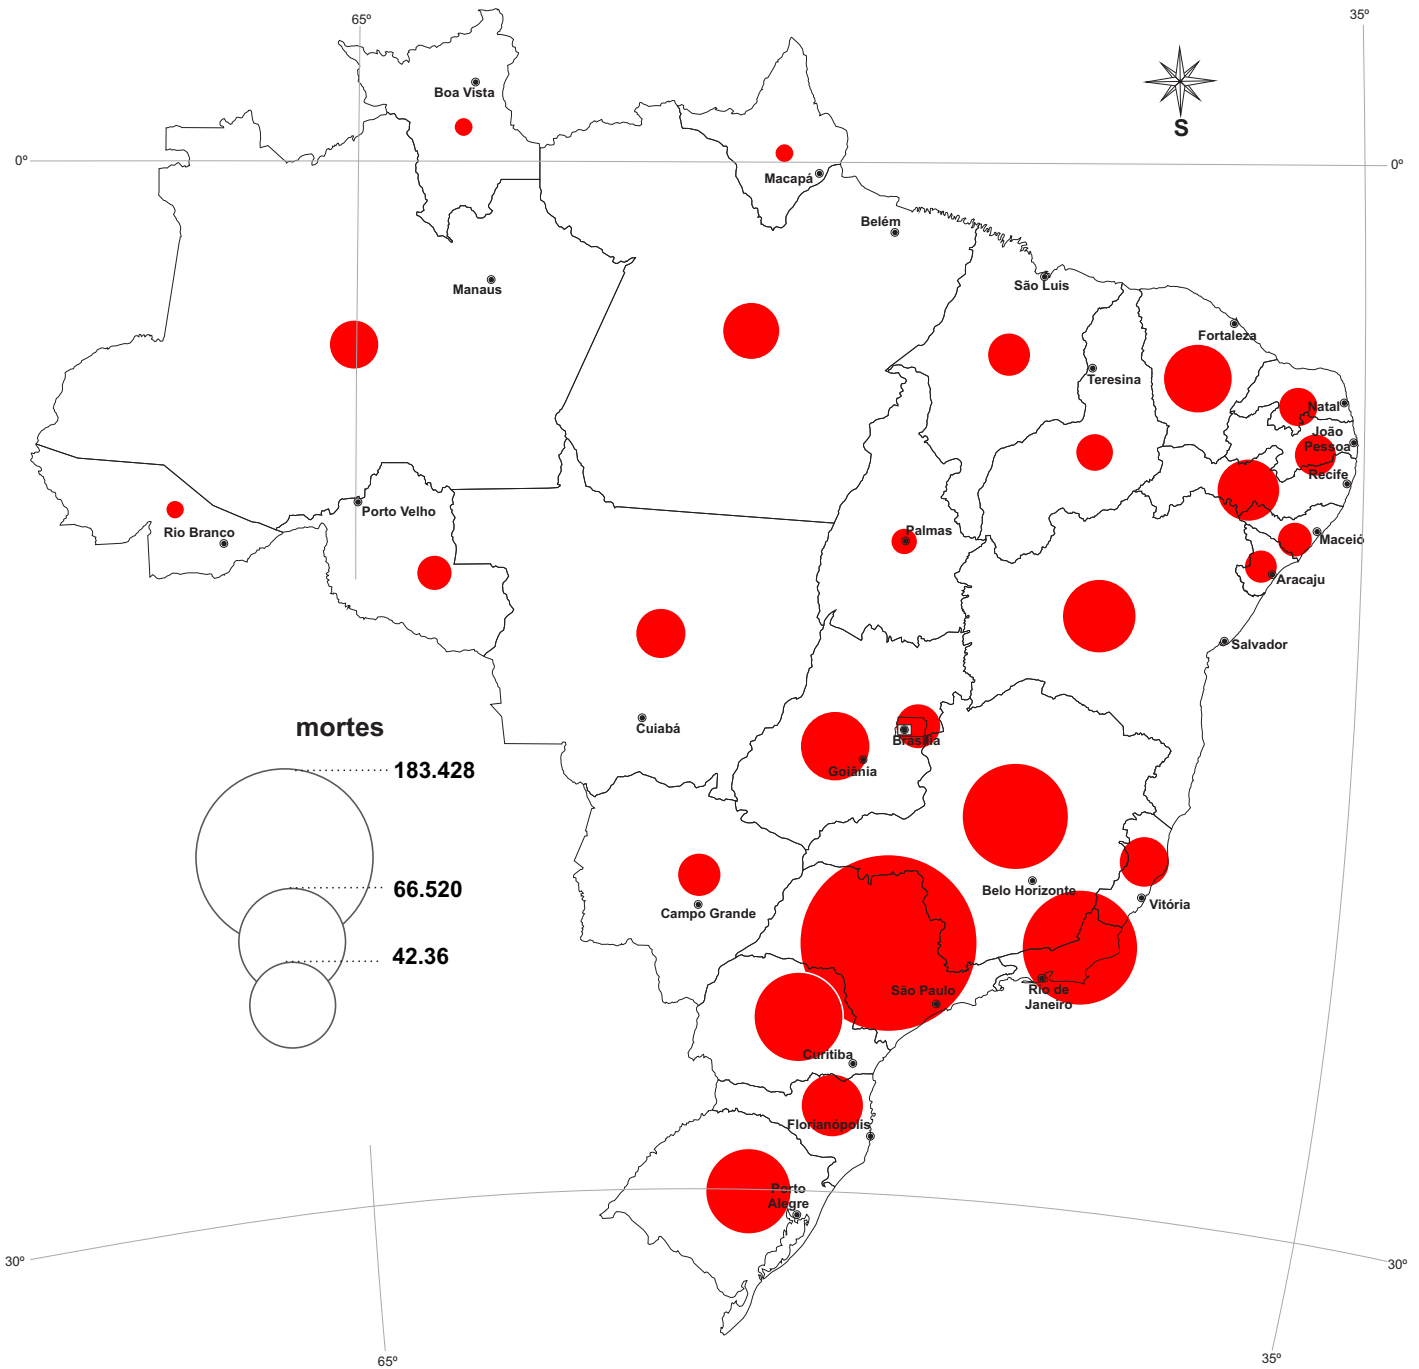 65º
35º
Boa Vista
S
0º
0º
Macapá
Belém
São Luis
Manaus
Fortaleza
Teresina
Natal
João
Pessoa
Recife
Porto Velho
Rio Branco
Palmas
Maceió
Aracaju
Salvador
Cuiabá
Brasília
Goiânia
mortes
183.428
66.520
42.36
Belo Horizonte
Vitória
Campo Grande
São Paulo
Rio de
Janeiro
Curitiba
Florianópolis
Porto
Alegre
30º
30º
65º
35º